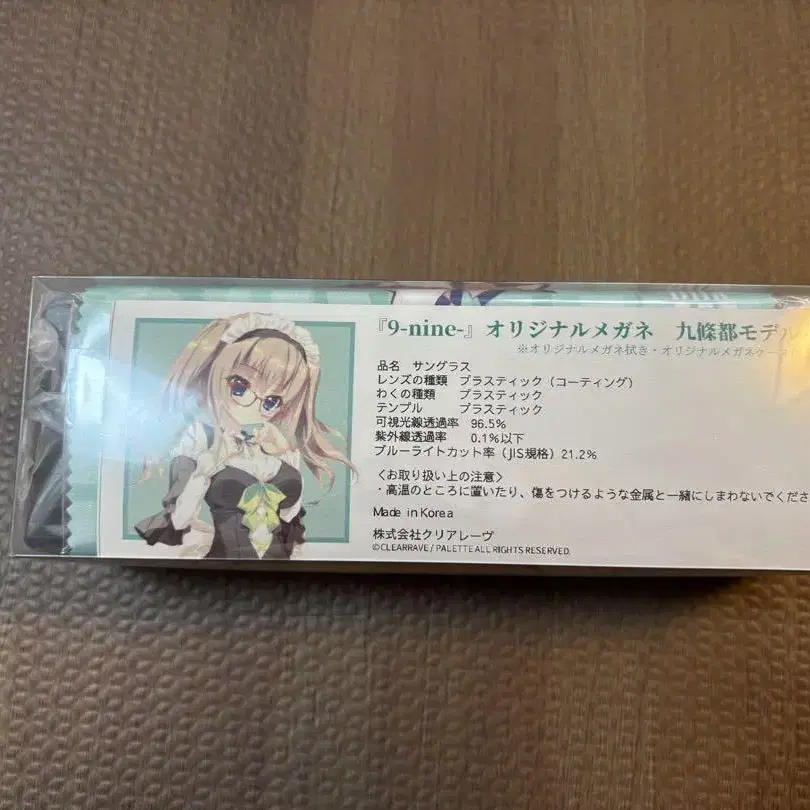 『9-nine-』オリジナルメガネ　九條都モデル
※オリジナルメガネ拭き・オリジナルメガネケース
品名　サングラス
レンズの種類　プラスティック（コーティング）
わくの種類　プラスティック
テンプル　プラスティック
可視光線透過率　96.5%
紫外線透過率　0.1%以下
ブルーライトカット率（JIS規格）21.2%
〈お取り扱い上の注意〉
・高温のところに置いたり、傷をつけるような金属と一緒にしまわないでくださ
Made in Korea
株式会社クリアレーヴ
©CLEARRAVE / PALETTE ALL RIGHTS RESERVED.